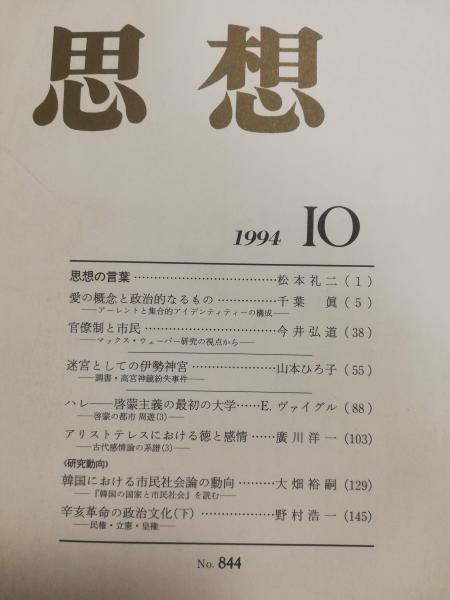 思想
1994 10
思想の言葉……………………………松本礼二(1)
愛の概念と政治的なるもの……………千葉 眞(5)
——アーレントと集合的アイデンティティーの構成——
官僚制と市民……………………今井弘道(38)
——マックス・ウェーバー研究の視点から——
迷宮としての伊勢神宮…………………山本ひろ子(55)
——調書・高宮神鏡紛失事件——
ハレ——啓蒙主義の最初の大学……E. ヴァイグル(88)
——啓蒙の都市 周遊(3)——
アリストテレスにおける徳と感情……廣川洋一(103)
——古代感情論の系譜(3)——
《研究動向》
韓国における市民社会論の動向………大畑裕嗣(129)
——『韓国の国家と市民社会』を読む——
辛亥革命の政治文化(下)………………野村浩一(145)
——民権・立憲・皇権——
No. 844